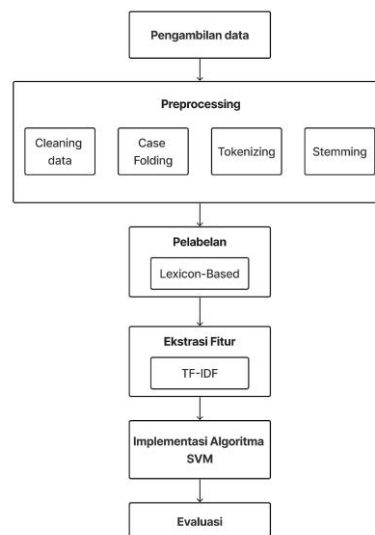 Pengambilan data
Preprocessing
Cleaning
data
Case
Folding
Tokenizing
Stemming
Pelabelan
Lexicon-Based
Ekstrasi Fitur
TF-IDF
Implementasi Algoritma
SVM
Evaluasi